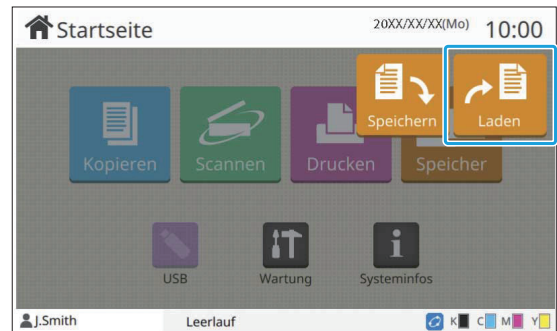 Startseite
20XX/XX/XX(Mo) 10:00
Speichern Laden
Kopieren Scannen Drucken Speicher
USB Wartung Systeminfos
J.Smith Leerlauf K C M Y